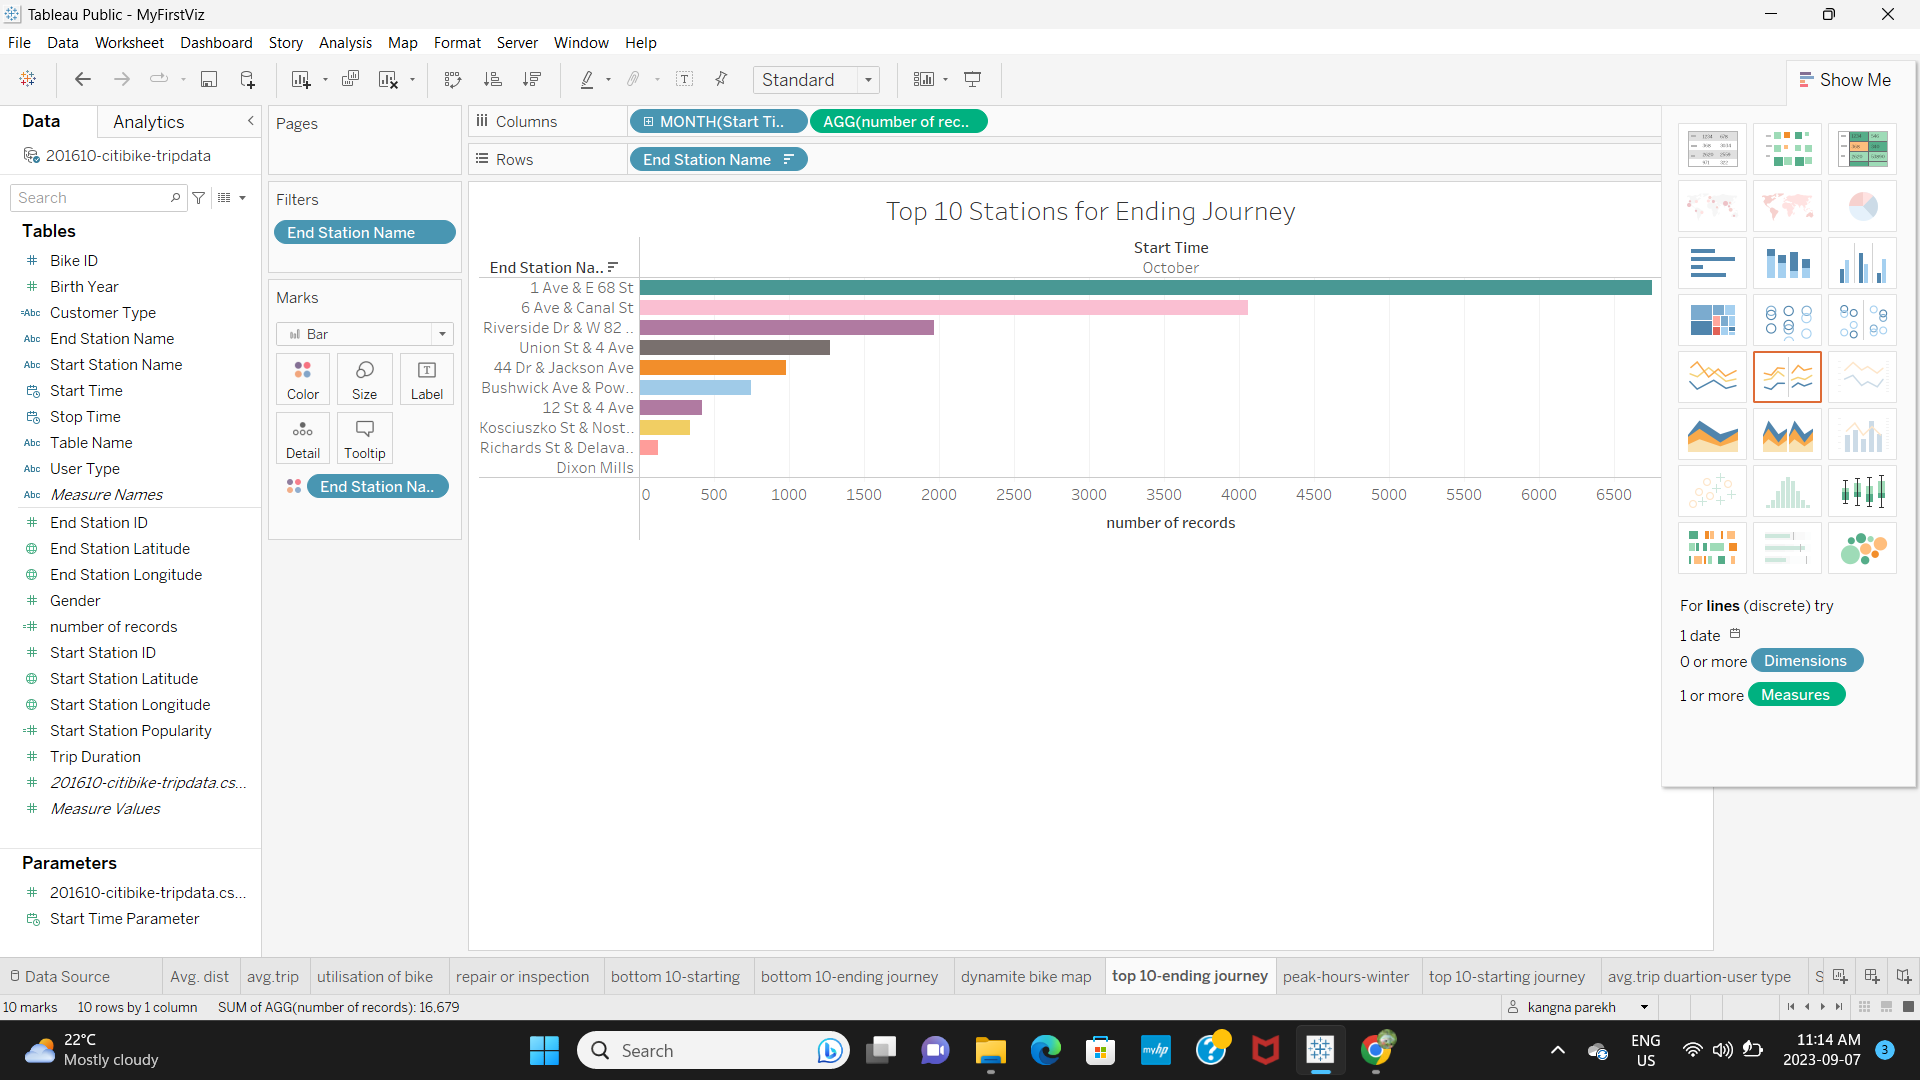 Tableau Public - MyFirstViz
File Data Worksheet Dashboard Story Analysis Map Format Server Window Help
Standard
Show Me
Data Analytics
201610-citibike-tripdata
Search
Tables
# Bike ID
# Birth Year
=Abc Customer Type
Abc End Station Name
Abc Start Station Name
Start Time
Stop Time
Abc Table Name
Abc User Type
Abc Measure Names
# End Station ID
End Station Latitude
End Station Longitude
# Gender
=# number of records
# Start Station ID
Start Station Latitude
Start Station Longitude
=# Start Station Popularity
# Trip Duration
# 201610-citibike-tripdata.cs...
# Measure Values
Parameters
# 201610-citibike-tripdata.cs...
Start Time Parameter
Pages
Filters
End Station Name
Marks
Bar
Color Size Label
Detail Tooltip
End Station Na..
Columns MONTH(Start Ti.. AGG(number of rec..
Rows End Station Name
Top 10 Stations for Ending Journey
Start Time
End Station Na.. October
1 Ave & E 68 St
6 Ave & Canal St
Riverside Dr & W 82 ..
Union St & 4 Ave
44 Dr & Jackson Ave
Bushwick Ave & Pow..
12 St & 4 Ave
Kosciuszko St & Nost..
Richards St & Delava..
Dixon Mills
0 500 1000 1500 2000 2500 3000 3500 4000 4500 5000 5500 6000 6500
number of records
For lines (discrete) try
1 date
0 or more Dimensions
1 or more Measures
Data Source Avg. dist avg.trip utilisation of bike repair or inspection bottom 10-starting bottom 10-ending journey dynamite bike map top 10-ending journey peak-hours-winter top 10-starting journey avg.trip duartion-user type S
10 marks 10 rows by 1 column SUM of AGG(number of records): 16,679 kangna parekh
22°C
Mostly cloudy
Search
myhp
ENG
US
11:14 AM
2023-09-07
3